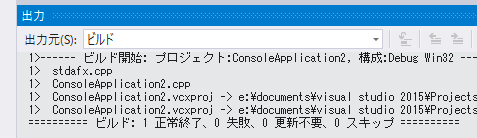 出力
出力元(S): ビルド
1>------ ビルド開始: プロジェクト:ConsoleApplication2, 構成:Debug Win32 ---
1>  stdafx.cpp
1>  ConsoleApplication2.cpp
1>  ConsoleApplication2.vcxproj -> e:¥documents¥visual studio 2015¥Projects
1>  ConsoleApplication2.vcxproj -> e:¥documents¥visual studio 2015¥Projects
========== ビルド: 1 正常終了、0 失敗、0 更新不要、0 スキップ ==========